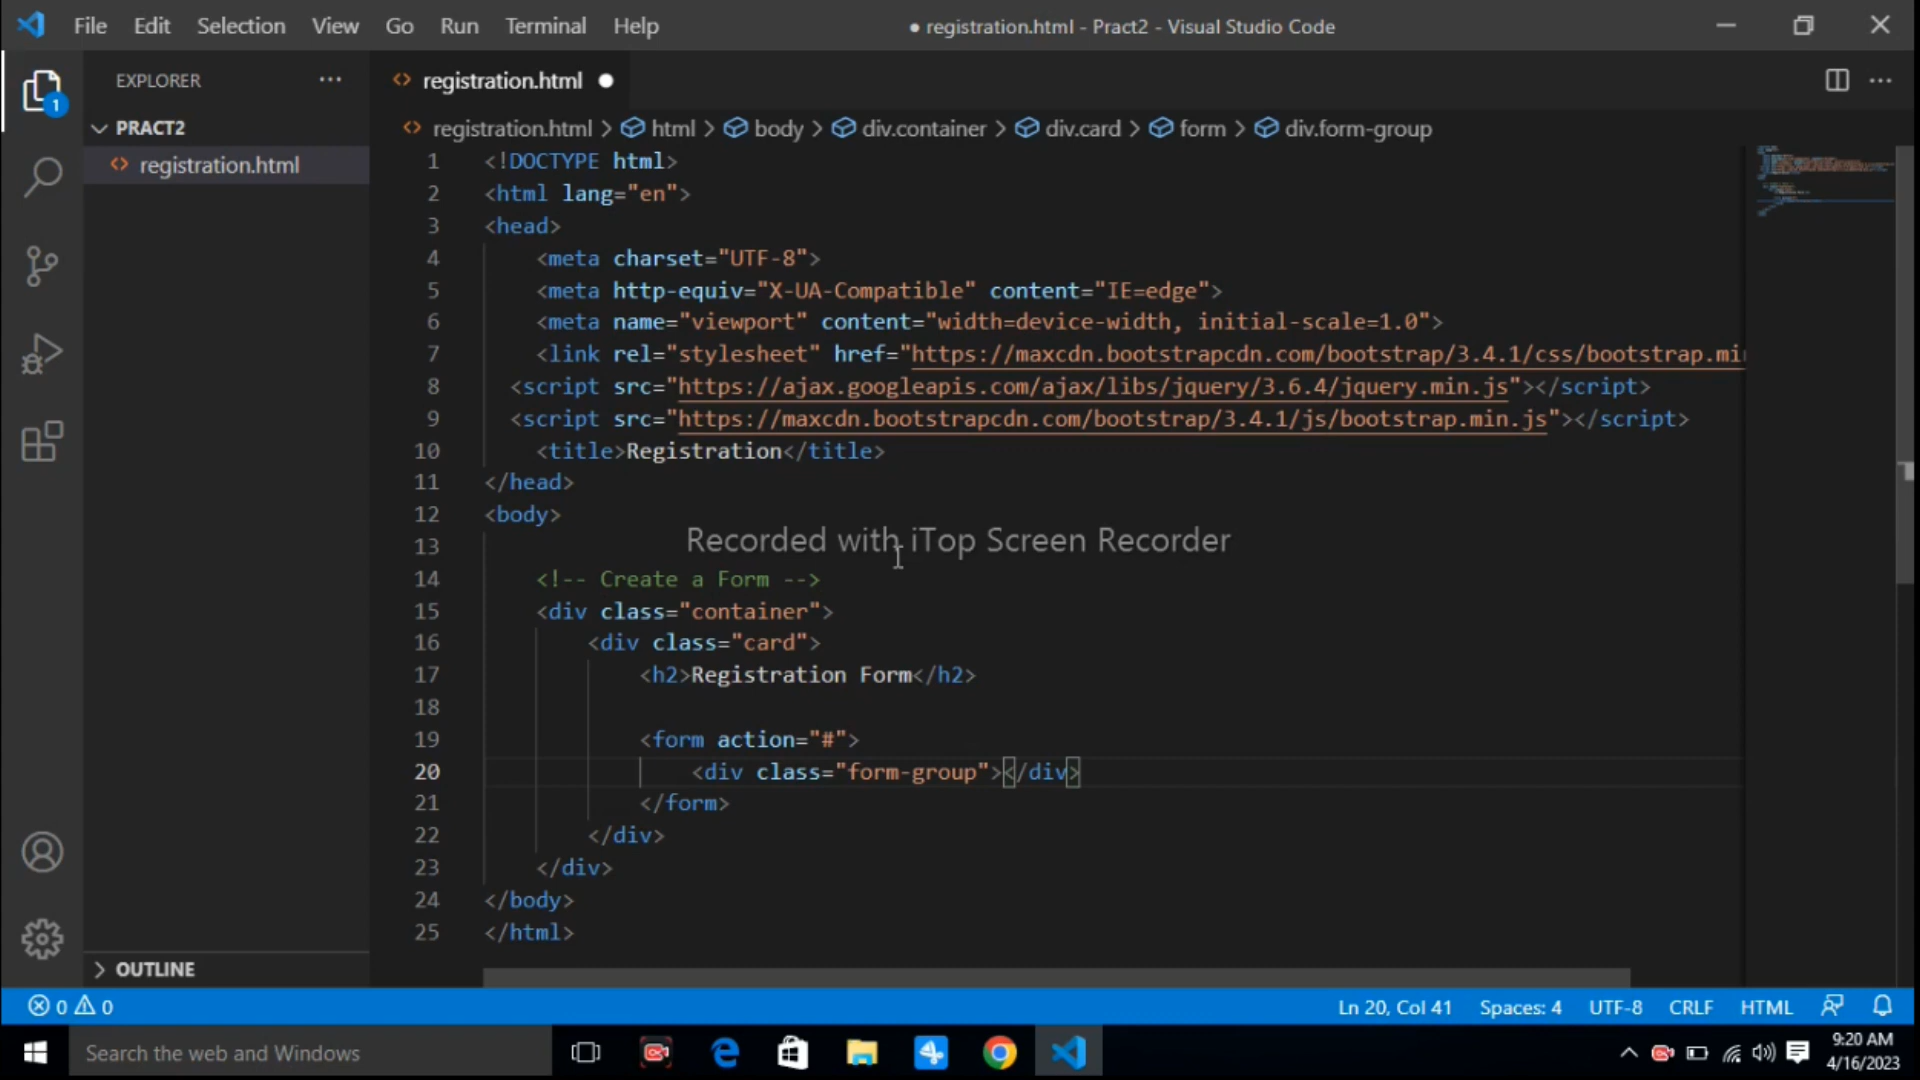 File Edit Selection View Go Run Terminal Help
● registration.html - Pract2 - Visual Studio Code
EXPLORER
registration.html
PRACT2
registration.html
registration.html > html > body > div.container > div.card > form > div.form-group
1 <!DOCTYPE html>
2 <html lang="en">
3 <head>
4 <meta charset="UTF-8">
5 <meta http-equiv="X-UA-Compatible" content="IE=edge">
6 <meta name="viewport" content="width=device-width, initial-scale=1.0">
7 <link rel="stylesheet" href="https://maxcdn.bootstrapcdn.com/bootstrap/3.4.1/css/bootstrap.mi
8 <script src="https://ajax.googleapis.com/ajax/libs/jquery/3.6.4/jquery.min.js"></script>
9 <script src="https://maxcdn.bootstrapcdn.com/bootstrap/3.4.1/js/bootstrap.min.js"></script>
10 <title>Registration</title>
11 </head>
12 <body>
Recorded with iTop Screen Recorder
13
14 <!-- Create a Form -->
15 <div class="container">
16 <div class="card">
17 <h2>Registration Form</h2>
18
19 <form action="#">
20 <div class="form-group"></div>
21 </form>
22 </div>
23 </div>
24 </body>
25 </html>
OUTLINE
1
0 0
Ln 20, Col 41 Spaces: 4 UTF-8 CRLF HTML
Search the web and Windows
9:20 AM
4/16/2023